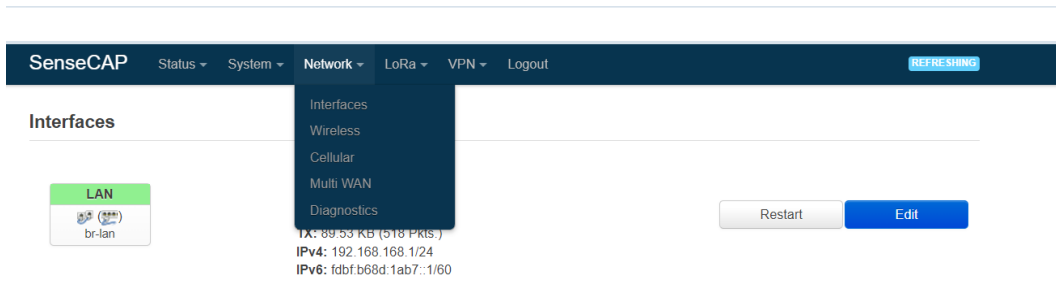 SenseCAP Status System Network LoRa VPN Logout REFRESHING
Interfaces
Wireless
Cellular
Multi WAN
Diagnostics
Interfaces
LAN
br-lan
TX: 89.53 KB (518 Pkts.)
IPv4: 192.168.168.1/24
IPv6: fdbf:b68d:1ab7::1/60
Restart Edit